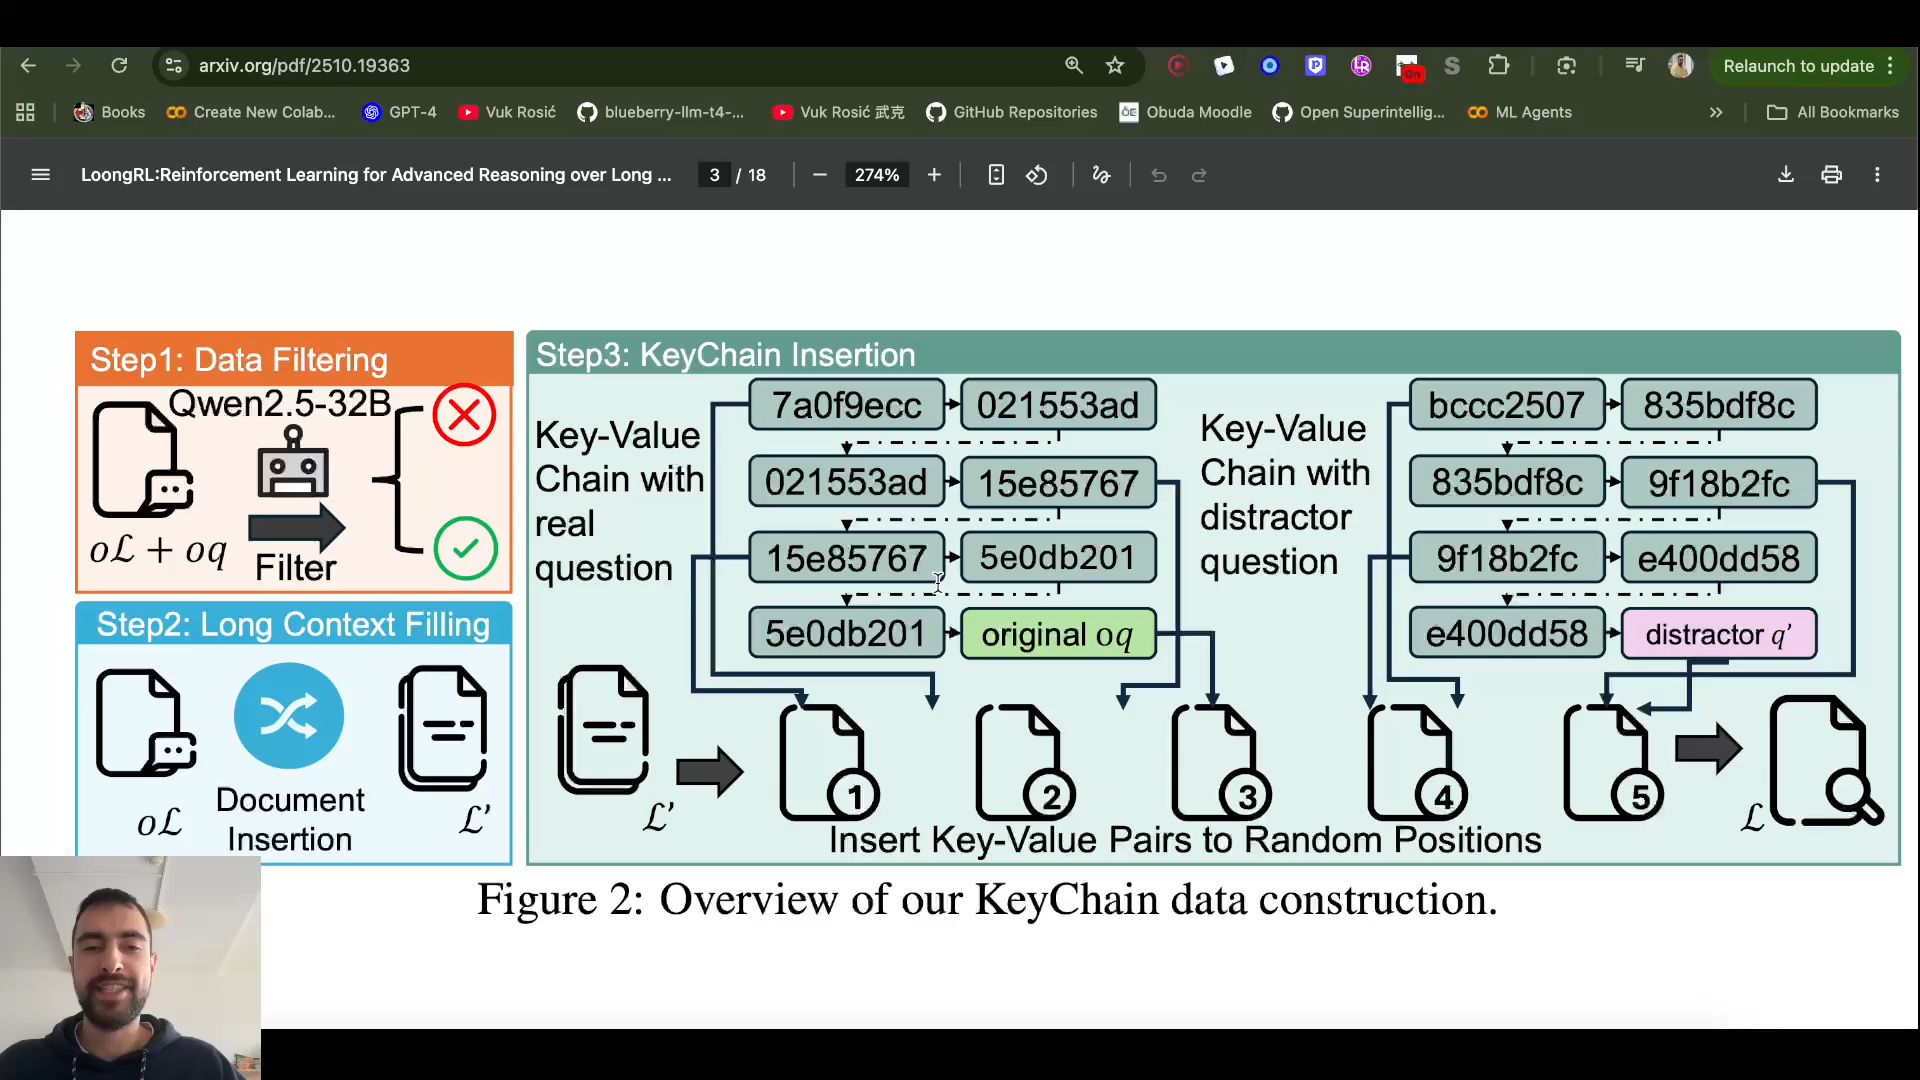 arxiv.org/pdf/2510.19363
On
Relaunch to update
Books
Create New Colab...
GPT-4
Vuk Rosić
blueberry-llm-t4-...
Vuk Rosić 武克
GitHub Repositories
Obuda Moodle
Open Superintellig...
ML Agents
All Bookmarks
LoongRL:Reinforcement Learning for Advanced Reasoning over Long ...
3 / 18
274%
Step1: Data Filtering
Qwen2.5-32B
oℒ + oq
Filter
Step2: Long Context Filling
oℒ
Document
Insertion
ℒ’
Step3: KeyChain Insertion
Key-Value
Chain with
real
question
7a0f9ecc 021553ad
021553ad 15e85767
15e85767 5e0db201
5e0db201 original oq
Key-Value
Chain with
distractor
question
bccc2507 835bdf8c
835bdf8c 9f18b2fc
9f18b2fc e400dd58
e400dd58 distractor q’
ℒ’
1 2 3 4 5
ℒ
Insert Key-Value Pairs to Random Positions
Figure 2: Overview of our KeyChain data construction.